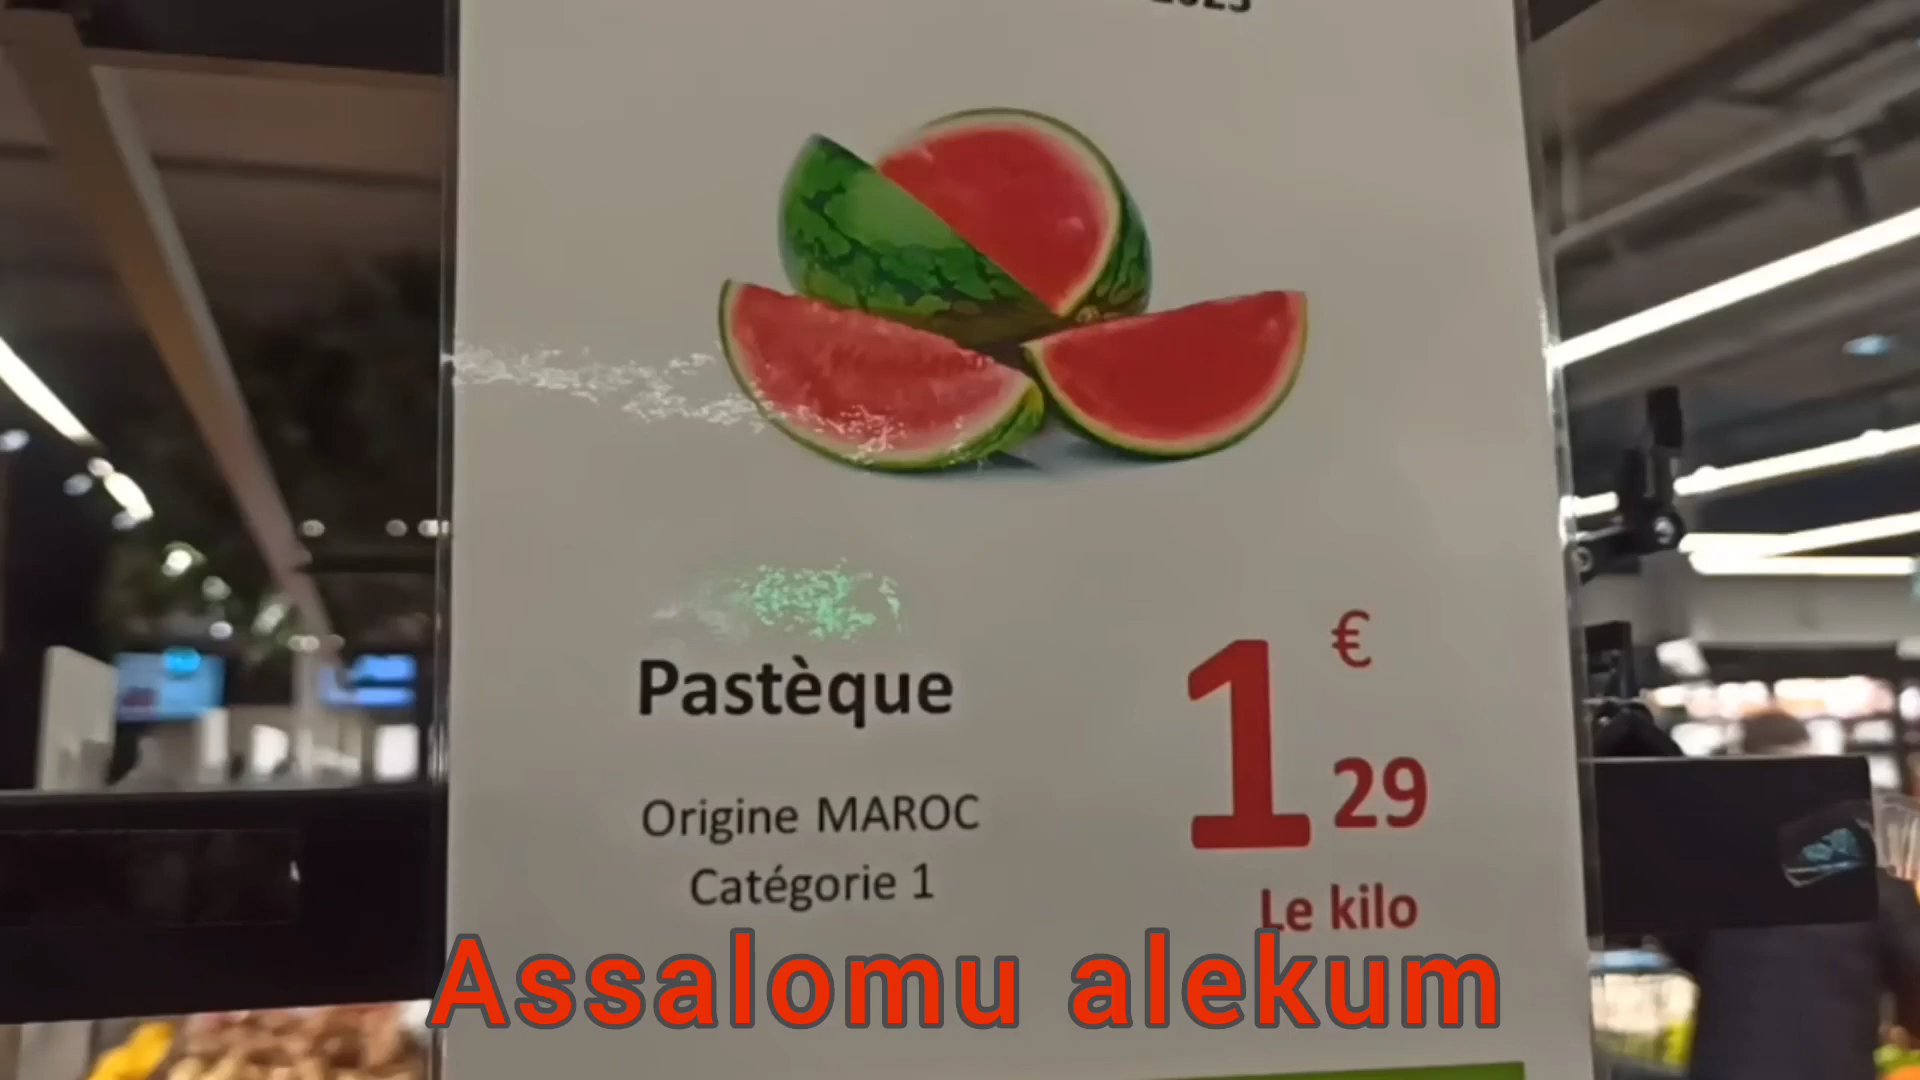 Pastèque
Origine MAROC
Catégorie 1
1 €
29
Le kilo
Assalomu alekum